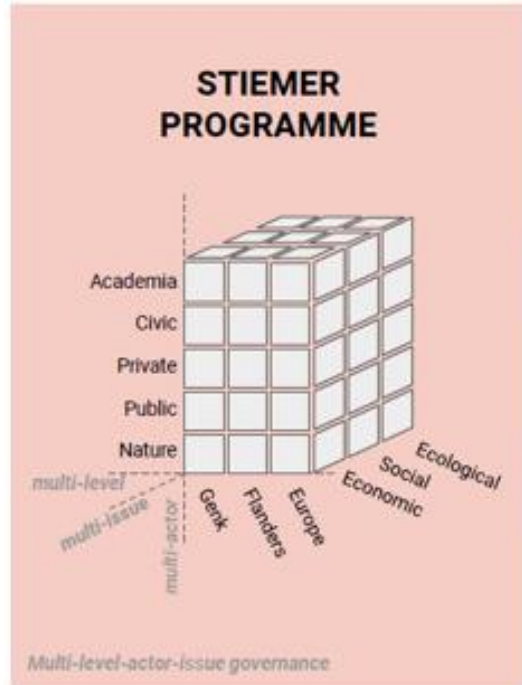 STIEMER
PROGRAMME
Academia
Civic
Private
Public
Nature
multi-level
multi-issue
multi-actor
Genk
Flanders
Europe
Economic
Social
Ecological
Multi-level-actor-issue governance